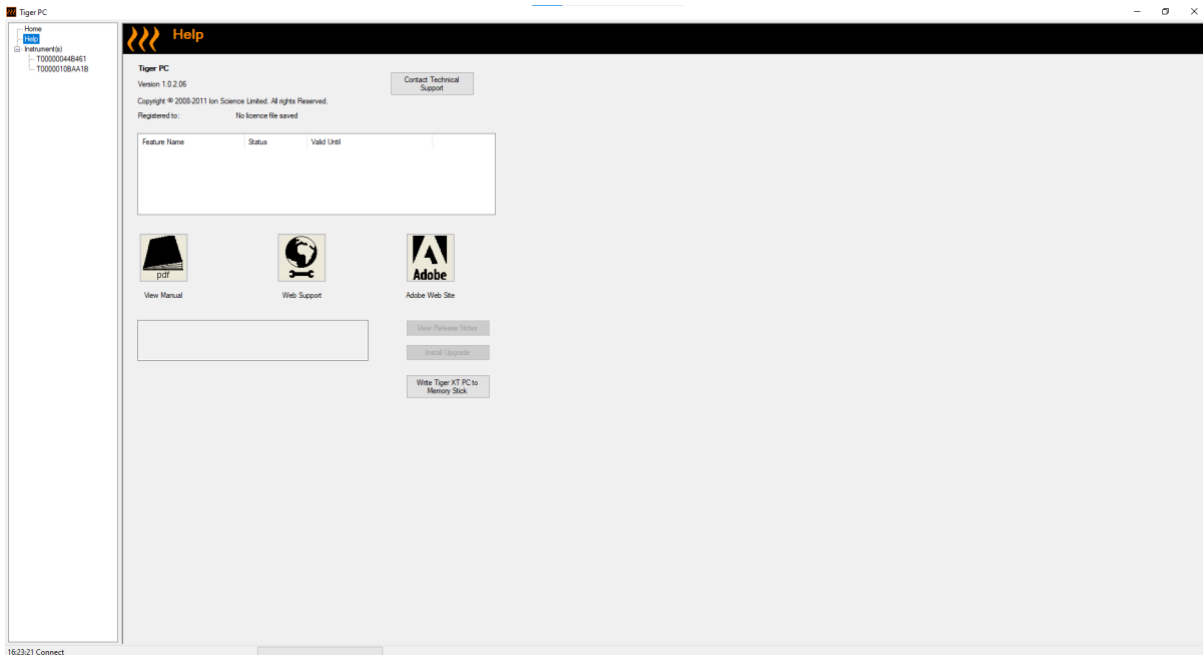 Tiger PC
Home
Help
Instrument(s)
T00000044B461
T0000010BAA1B
Help
Tiger PC
Version 1.0.2.06
Contact Technical
Support
Copyright © 2008-2011 Ion Science Limited. All rights Reserved.
Registered to: No licence file saved
Feature Name Status Valid Until
pdf
Adobe
View Manual Web Support Adobe Web Site
View Release Notes
Install Upgrade
Write Tiger XT PC to
Memory Stick
16:23:21 Connect